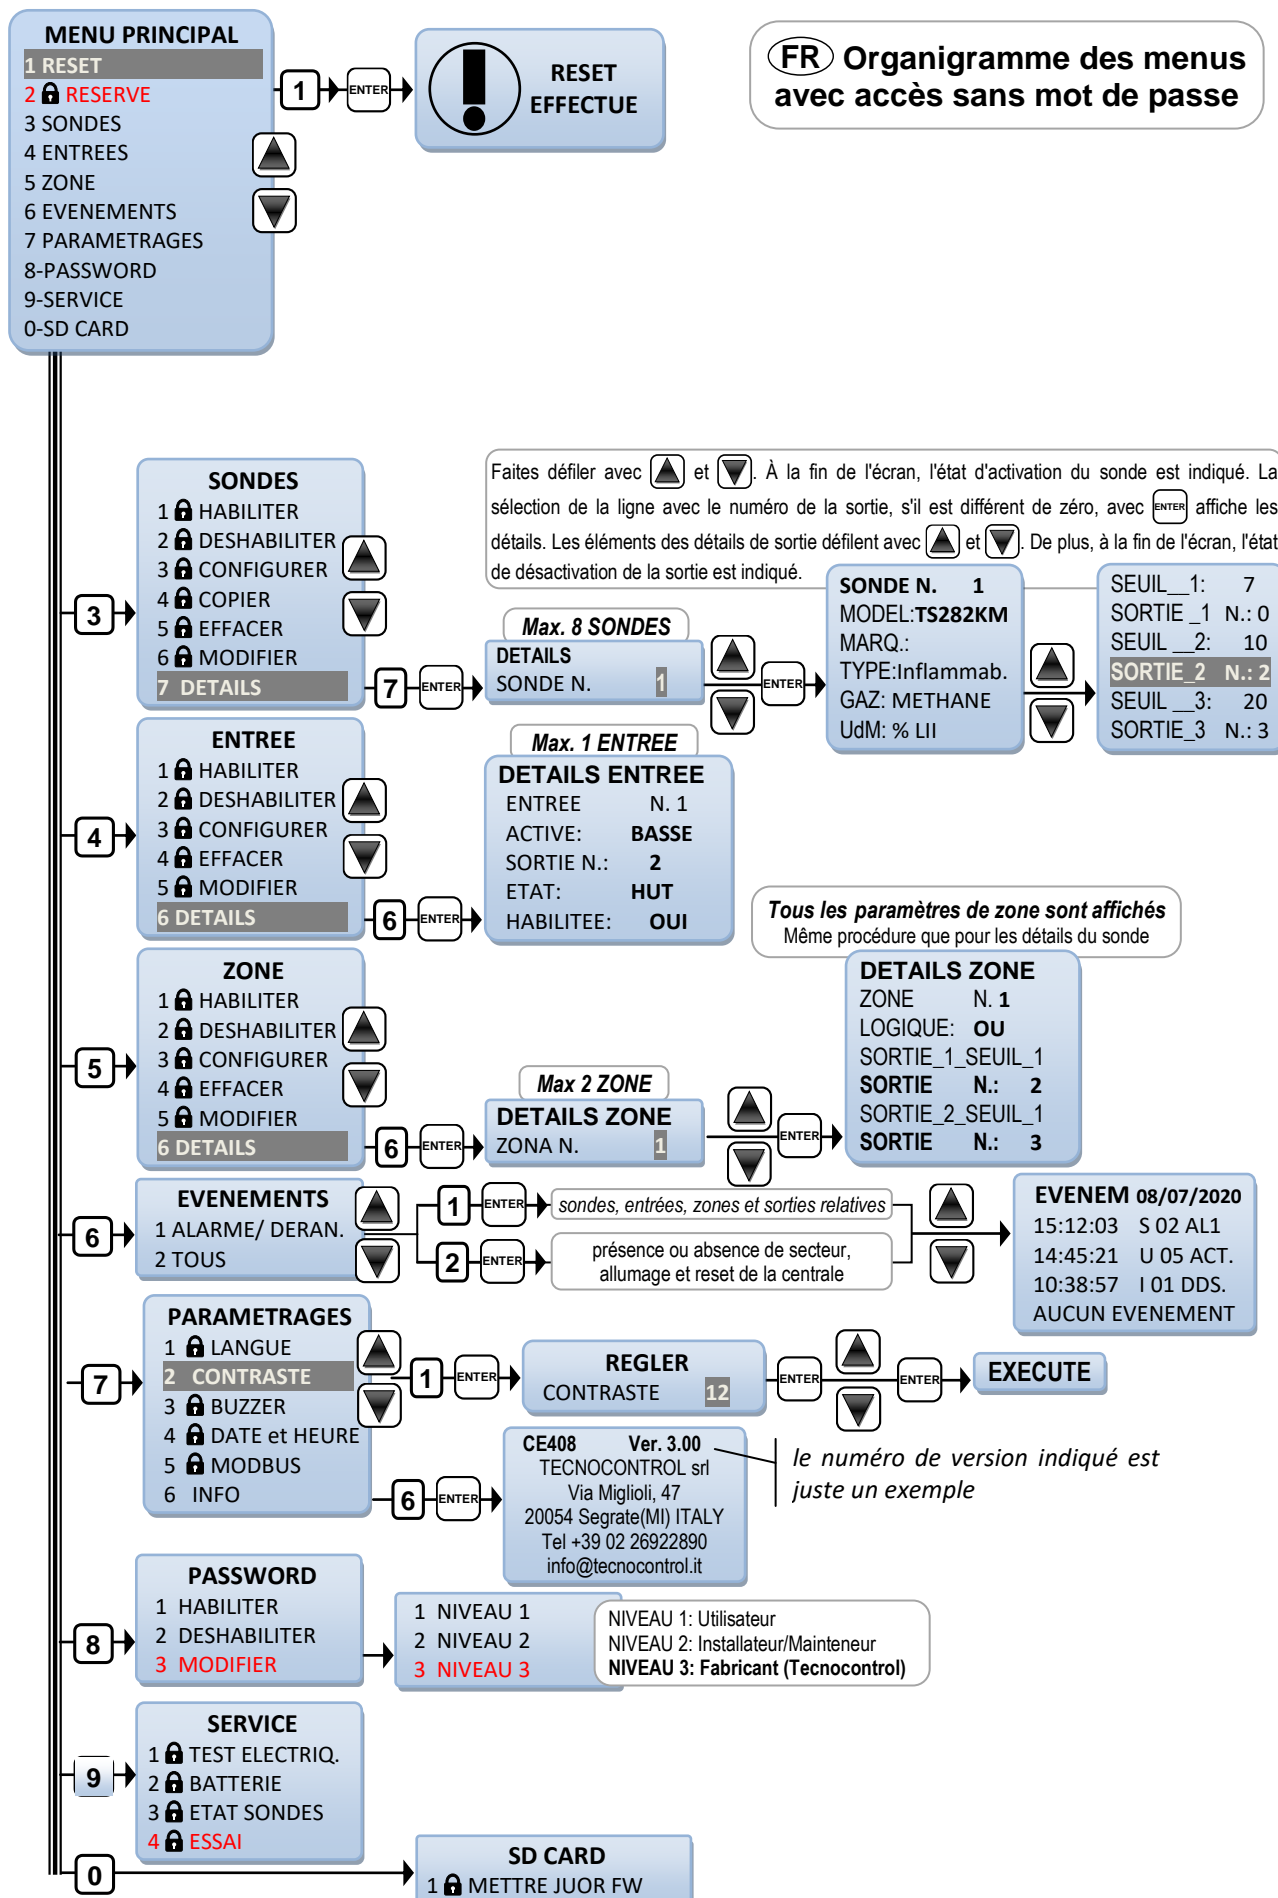 MENU PRINCIPAL
1 RESET
2 RESERVE
3 SONDES
4 ENTREES
5 ZONE
6 EVENEMENTS
7 PARAMETRAGES
8-PASSWORD
9-SERVICE
0-SD CARD
1
ENTER
RESET
EFFECTUE
FR Organigramme des menus
avec accès sans mot de passe
3
SONDES
1 HABILITER
2 DESHABILITER
3 CONFIGURER
4 COPIER
5 EFFACER
6 MODIFIER
7 DETAILS
Faites défiler avec et . À la fin de l'écran, l'état d'activation du sonde est indiqué. La
sélection de la ligne avec le numéro de la sortie, s'il est différent de zéro, avec ENTER affiche les
détails. Les éléments des détails de sortie défilent avec et . De plus, à la fin de l'écran, l'état
de désactivation de la sortie est indiqué.
7
ENTER
Max. 8 SONDES
DETAILS
SONDE N. 1
ENTER
SONDE N. 1
MODEL:TS282KM
MARQ.:
TYPE:Inflammab.
GAZ: METHANE
UdM: % LII
SEUIL__1: 7
SORTIE _1 N.: 0
SEUIL __2: 10
SORTIE_2 N.: 2
SEUIL __3: 20
SORTIE_3 N.: 3
4
ENTREE
1 HABILITER
2 DESHABILITER
3 CONFIGURER
4 EFFACER
5 MODIFIER
6 DETAILS
6
ENTER
Max. 1 ENTREE
DETAILS ENTREE
ENTREE N. 1
ACTIVE: BASSE
SORTIE N.: 2
ETAT: HUT
HABILITEE: OUI
5
ZONE
1 HABILITER
2 DESHABILITER
3 CONFIGURER
4 EFFACER
5 MODIFIER
6 DETAILS
6
ENTER
Max 2 ZONE
DETAILS ZONE
ZONA N. 1
ENTER
Tous les paramètres de zone sont affichés
Même procédure que pour les détails du sonde
DETAILS ZONE
ZONE N. 1
LOGIQUE: OU
SORTIE_1_SEUIL_1
SORTIE N.: 2
SORTIE_2_SEUIL_1
SORTIE N.: 3
6
EVENEMENTS
1 ALARME/ DERAN.
2 TOUS
1
ENTER
sondes, entrées, zones et sorties relatives
2
ENTER
présence ou absence de secteur,
allumage et reset de la centrale
EVENEM 08/07/2020
15:12:03 S 02 AL1
14:45:21 U 05 ACT.
10:38:57 I 01 DDS.
AUCUN EVENEMENT
7
PARAMETRAGES
1 LANGUE
2 CONTRASTE
3 BUZZER
4 DATE et HEURE
5 MODBUS
6 INFO
1
ENTER
REGLER
CONTRASTE 12
ENTER
ENTER
EXECUTE
6
ENTER
CE408 Ver. 3.00
TECNOCONTROL srl
Via Miglioli, 47
20054 Segrate(MI) ITALY
Tel +39 02 26922890
info@tecnocontrol.it
le numéro de version indiqué est
juste un exemple
8
PASSWORD
1 HABILITER
2 DESHABILITER
3 MODIFIER
1 NIVEAU 1
2 NIVEAU 2
3 NIVEAU 3
NIVEAU 1: Utilisateur
NIVEAU 2: Installateur/Mainteneur
NIVEAU 3: Fabricant (Tecnocontrol)
9
SERVICE
1 TEST ELECTRIQ.
2 BATTERIE
3 ETAT SONDES
4 ESSAI
0
SD CARD
1 METTRE JUOR FW